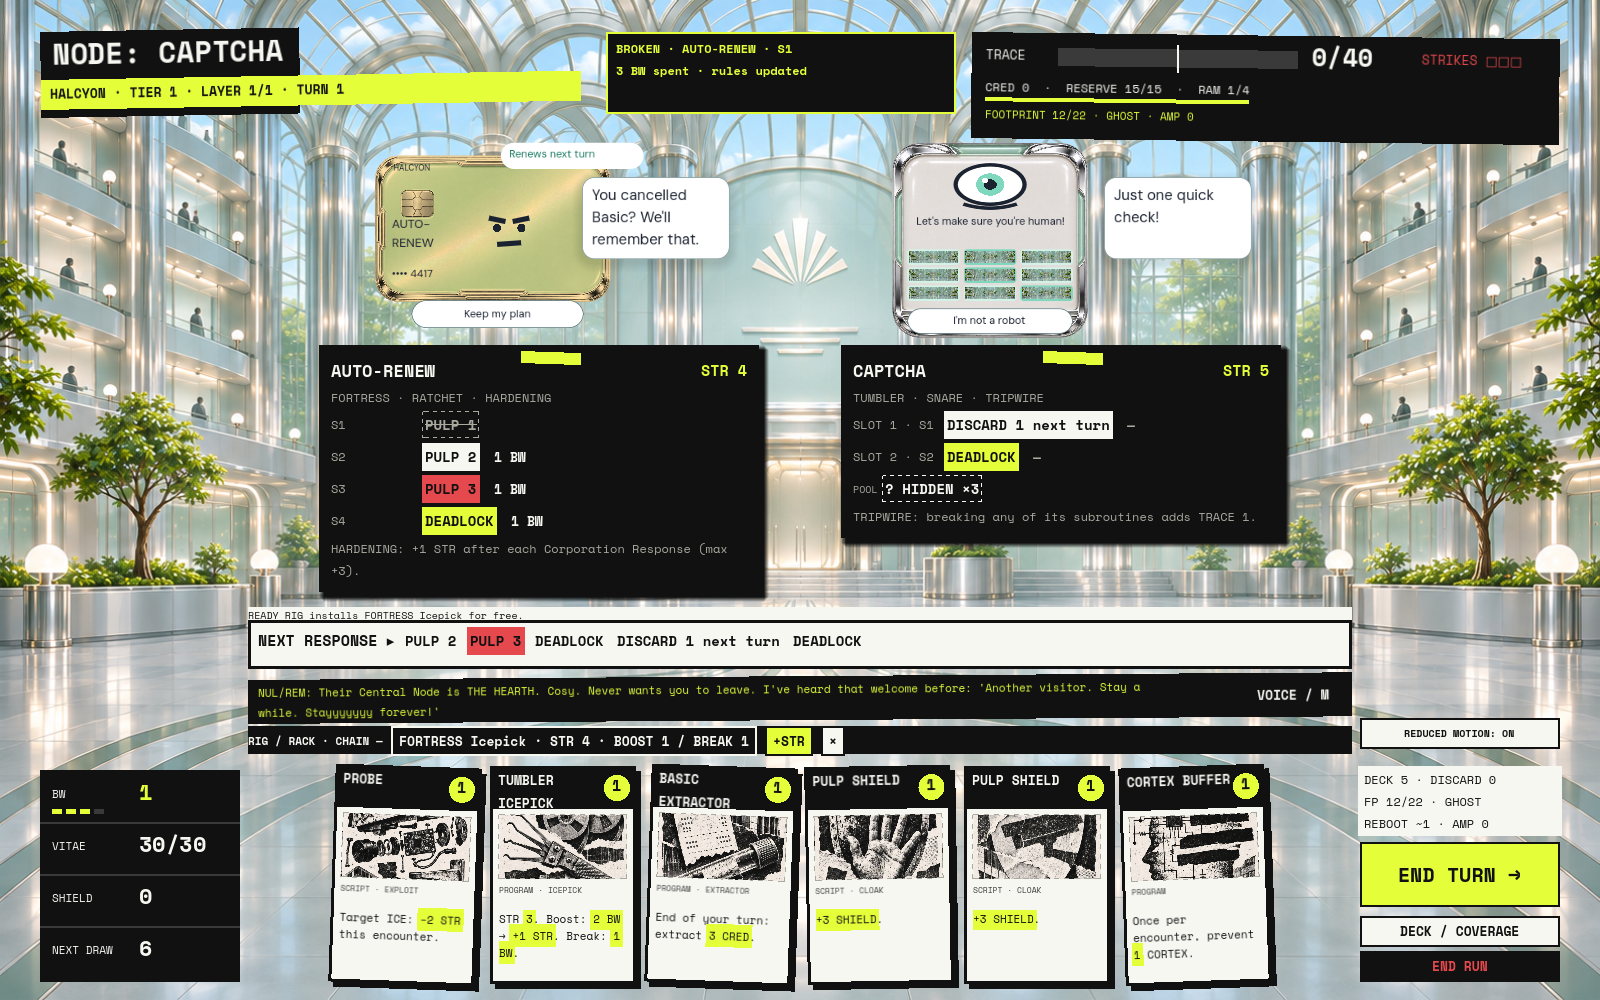 NODE: CAPTCHA
HALCYON · TIER 1 · LAYER 1/1 · TURN 1
BROKEN · AUTO-RENEW · S1
3 BW spent · rules updated
TRACE 0/40 STRIKES □□□
CRED 0 · RESERVE 15/15 · RAM 1/4
FOOTPRINT 12/22 · GHOST · AMP 0
HALCYON
Renews next turn
AUTO-
RENEW
•••• 4417
Keep my plan
You cancelled
Basic? We'll
remember that.
Let's make sure you're human!
I'm not a robot
Just one quick
check!
AUTO-RENEW STR 4
FORTRESS · RATCHET · HARDENING
S1 PULP 1
S2 PULP 2 1 BW
S3 PULP 3 1 BW
S4 DEADLOCK 1 BW
HARDENING: +1 STR after each Corporation Response (max
+3).
CAPTCHA STR 5
TUMBLER · SNARE · TRIPWIRE
SLOT 1 · S1 DISCARD 1 next turn —
SLOT 2 · S2 DEADLOCK —
POOL ? HIDDEN ×3
TRIPWIRE: breaking any of its subroutines adds TRACE 1.
READY RIG installs FORTRESS Icepick for free.
NEXT RESPONSE ▸ PULP 2 PULP 3 DEADLOCK DISCARD 1 next turn DEADLOCK
NUL/REM: Their Central Node is THE HEARTH. Cosy. Never wants you to leave. I've heard that welcome before: 'Another visitor. Stay a
while. Stayyyyyyy forever!'
VOICE / M
RIG / RACK · CHAIN — FORTRESS Icepick · STR 4 · BOOST 1 / BREAK 1 +STR ×
REDUCED MOTION: ON
BW 1
VITAE 30/30
SHIELD 0
NEXT DRAW 6
PROBE 1
SCRIPT · EXPLOIT
Target ICE: -2 STR
this encounter.
TUMBLER
ICEPICK 1
PROGRAM · ICEPICK
STR 3. Boost: 2 BW
→ +1 STR. Break: 1
BW.
BASIC
EXTRACTOR 1
PROGRAM · EXTRACTOR
End of your turn:
extract 3 CRED.
PULP SHIELD 1
SCRIPT · CLOAK
+3 SHIELD.
PULP SHIELD 1
SCRIPT · CLOAK
+3 SHIELD.
CORTEX BUFFER 1
PROGRAM
Once per
encounter, prevent
1 CORTEX.
DECK 5 · DISCARD 0
FP 12/22 · GHOST
REBOOT ~1 · AMP 0
END TURN →
DECK / COVERAGE
END RUN